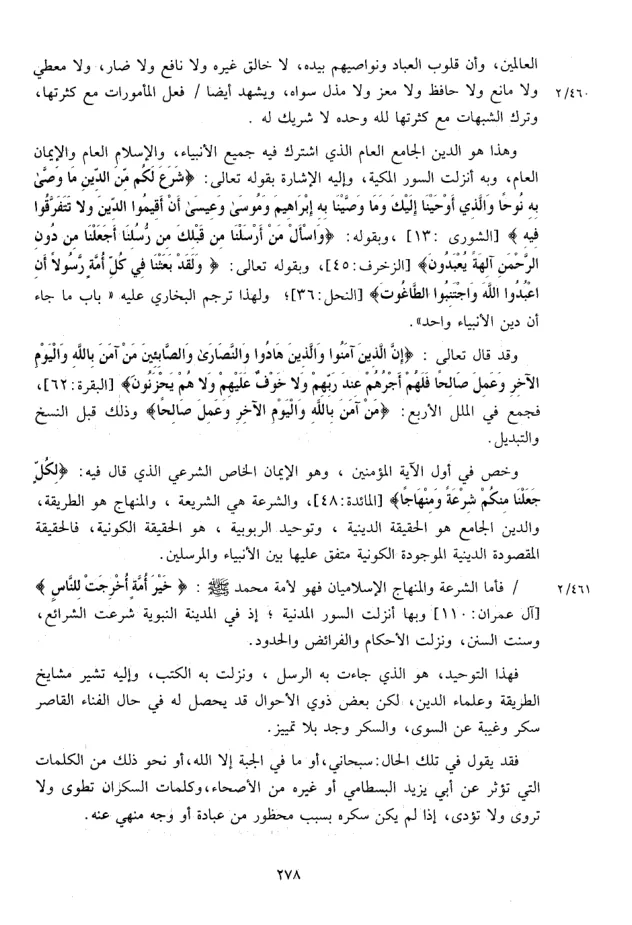 العالمين، وأن قلوب العباد ونواصيهم بيده، لا خالق غيره ولا نافع ولا ضار، ولا معطي
ولا مانع ولا حافظ ولا معز ولا مذل سواه، ويشهد أيضا / فعل المأمورات مع كثرتها، ٢/٤٦٠
وترك الشبهات مع كثرتها لله وحده لا شريك له .
وهذا هو الدين الجامع العام الذي اشترك فيه جميع الأنبياء، والإسلام العام والإيمان
العام، وبه أنزلت السور المكية، وإليه الإشارة بقوله تعالى: ﴿شَرَعَ لَكُم مِّنَ الدِّينِ مَا وَصَّىٰ
بِهِ نُوحًا وَالَّذِي أَوْحَيْنَا إِلَيْكَ وَمَا وَصَّيْنَا بِهِ إِبْرَاهِيمَ وَمُوسَىٰ وَعِيسَىٰ أَنْ أَقِيمُوا الدِّينَ وَلا تَتَفَرَّقُوا
فِيهِ ﴾ [الشورى :١٣] ،وبقوله: ﴿وَاسْأَلْ مَنْ أَرْسَلْنَا مِن قَبْلِكَ مِن رُّسُلِنَا أَجَعَلْنَا مِن دُونِ
الرَّحْمَنِ آلِهَةً يُعْبَدُونَ﴾ [الزخرف:٤٥]، وبقوله تعالى: ﴿ وَلَقَدْ بَعَثْنَا فِي كُلِّ أُمَّةٍ رَّسُولاً أَنِ
اعْبُدُوا اللَّهَ وَاجْتَنِبُوا الطَّاغُوتَ﴾ [النحل:٣٦]؛ ولهذا ترجم البخاري عليه « باب ما جاء
أن دين الأنبياء واحد».
وقد قال تعالى : ﴿إِنَّ الَّذِينَ آمَنُوا وَالَّذِينَ هَادُوا وَالنَّصَارَىٰ وَالصَّابِئِينَ مَنْ آمَنَ بِاللَّهِ وَالْيَوْمِ
الآخِرِ وَعَمِلَ صَالِحًا فَلَهُمْ أَجْرُهُمْ عِندَ رَبِّهِمْ وَلا خَوْفٌ عَلَيْهِمْ وَلا هُمْ يَحْزَنُونَ﴾ [البقرة:٦٢]،
فجمع في الملل الأربع: ﴿مَنْ آمَنَ بِاللَّهِ وَالْيَوْمِ الآخِرِ وَعَمِلَ صَالِحًا﴾ وذلك قبل النسخ
والتبديل.
وخص في أول الآية المؤمنين ، وهو الإيمان الخاص الشرعي الذي قال فيه: ﴿لِكُلٍّ
جَعَلْنَا مِنكُمْ شِرْعَةً وَمِنْهَاجًا﴾ [المائدة:٤٨]، والشرعة هي الشريعة ، والمنهاج هو الطريقة،
والدين الجامع هو الحقيقة الدينية ، وتوحيد الربوبية ، هو الحقيقة الكونية، فالحقيقة
المقصودة الدينية الموجودة الكونية متفق عليها بين الأنبياء والمرسلين.
/ فأما الشرعة والمنهاج الإسلاميان فهو لأمة محمد ﷺ : ﴿ خَيْرَ أُمَّةٍ أُخْرِجَتْ لِلنَّاسِ ﴾ ٢/٤٦١
[آل عمران:١١٠] وبها أنزلت السور المدنية ؛ إذ في المدينة النبوية شرعت الشرائع،
وسنت السنن، ونزلت الأحكام والفرائض والحدود.
فهذا التوحيد، هو الذي جاءت به الرسل ، ونزلت به الكتب، وإليه تشير مشايخ
الطريقة وعلماء الدين، لكن بعض ذوي الأحوال قد يحصل له في حال الفناء القاصر
سكر وغيبة عن السوى، والسكر وجد بلا تمييز.
فقد يقول في تلك الحال:سبحاني،أو ما في الجبة إلا الله،أو نحو ذلك من الكلمات
التي تؤثر عن أبي يزيد البسطامي أو غيره من الأصحاء،وكلمات السكران تطوى ولا
تروى ولا تؤدى، إذا لم يكن سكره بسبب محظور من عبادة أو وجه منهي عنه.
٢٧٨